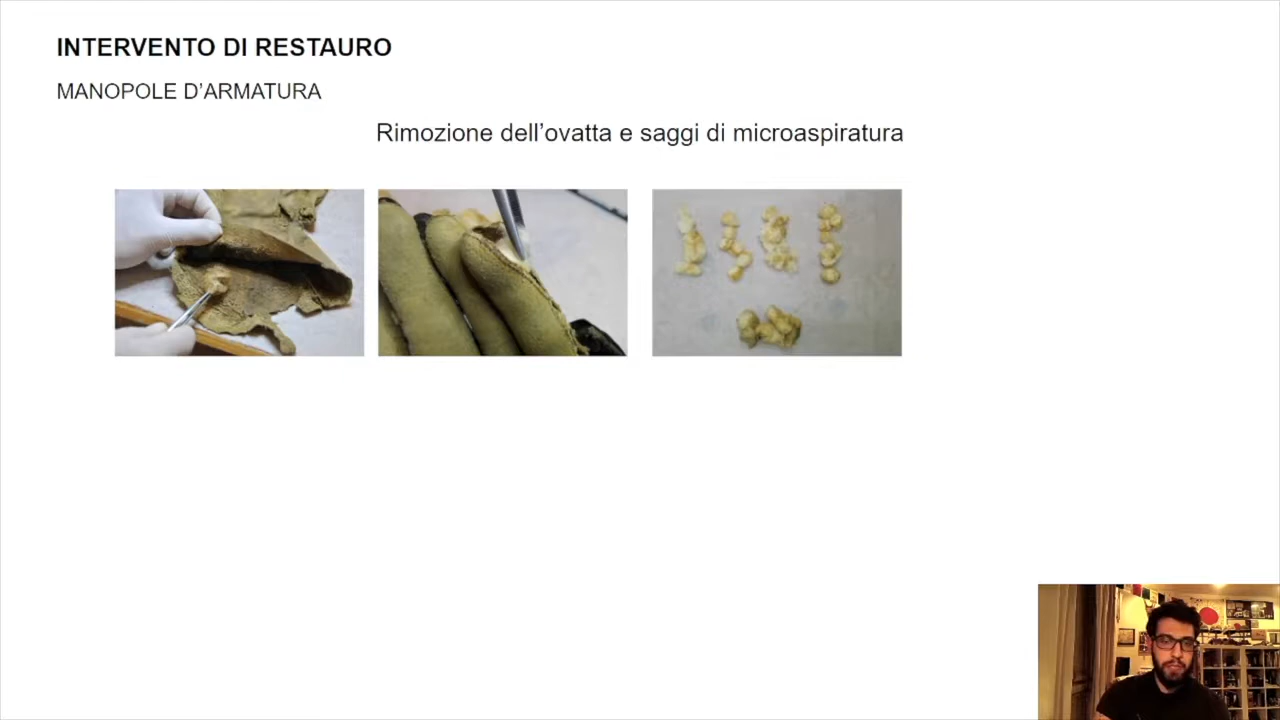 INTERVENTO DI RESTAURO
MANOPOLE D’ARMATURA
Rimozione dell’ovatta e saggi di microaspiratura